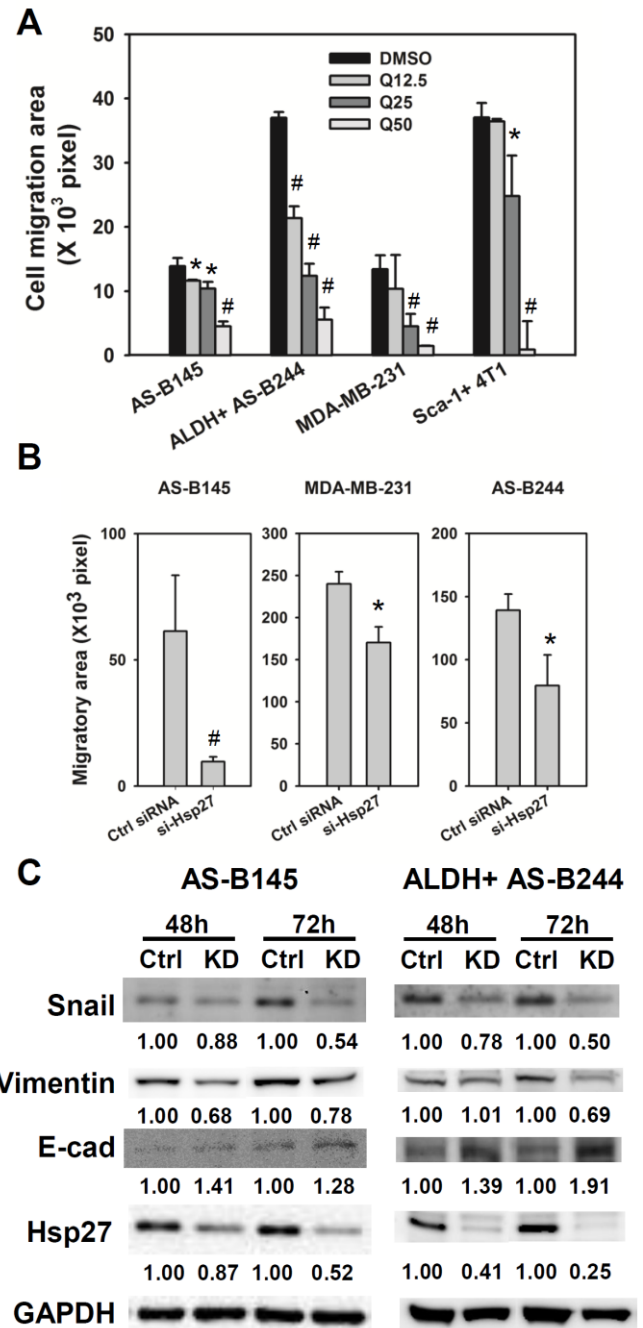 A
Cell migration area
(X 10³ pixel)
50
40
30
20
10
0
DMSO
Q12.5
Q25
Q50
* * #
# # #
# #
* #
AS-B145
ALDH+ AS-B244
MDA-MB-231
Sca-1+ 4T1
B
AS-B145 MDA-MB-231 AS-B244
Migratory area (X10³ pixel)
100
50
0
#
Ctrl siRNA
si-Hsp27
300
250
200
150
100
50
0
*
Ctrl siRNA
si-Hsp27
200
150
100
50
0
*
Ctrl siRNA
si-Hsp27
C
AS-B145 ALDH+ AS-B244
48h 72h 48h 72h
Ctrl KD Ctrl KD Ctrl KD Ctrl KD
Snail
1.00 0.88 1.00 0.54 1.00 0.78 1.00 0.50
Vimentin
1.00 0.68 1.00 0.78 1.00 1.01 1.00 0.69
E-cad
1.00 1.41 1.00 1.28 1.00 1.39 1.00 1.91
Hsp27
1.00 0.87 1.00 0.52 1.00 0.41 1.00 0.25
GAPDH